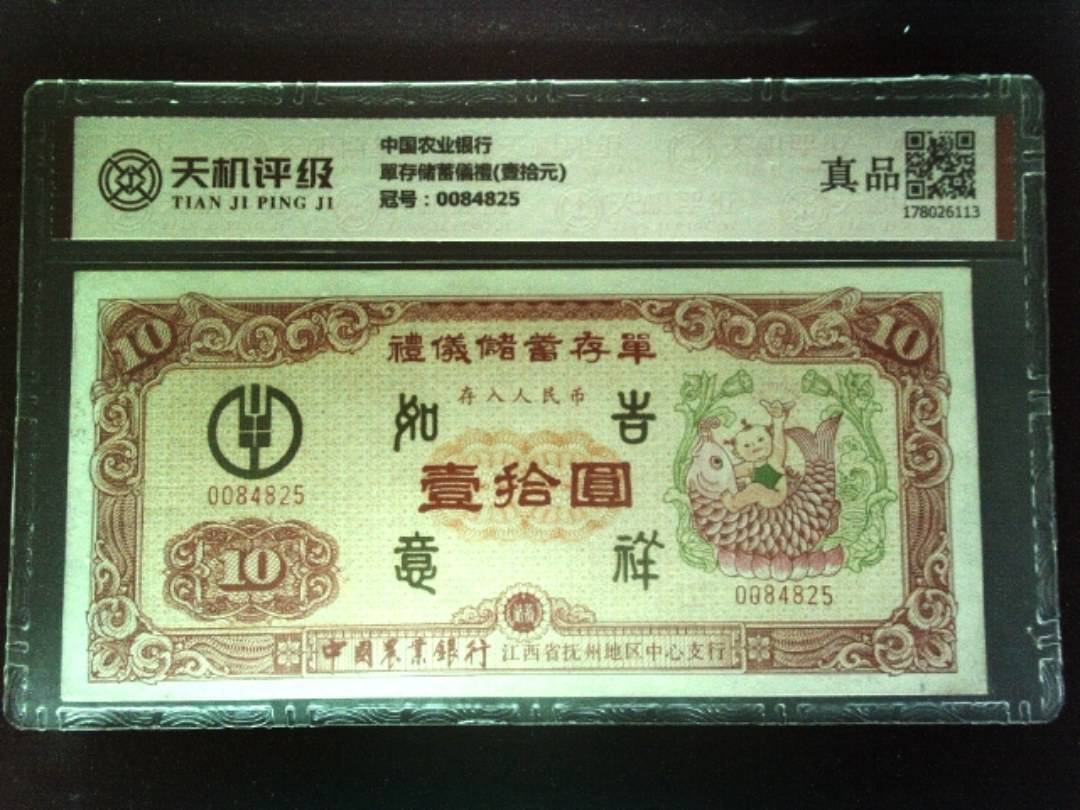 天机评级
TIAN JI PING JI
中国农业银行
單存储蓄儀禮(壹拾元)
冠号：0084825
真品
178026113
10
10
禮儀儲蓄存單
存入人民币
如 吉
壹拾圓
意 祥
0084825
10
0084825
中國農業銀行 江西省抚州地区中心支行